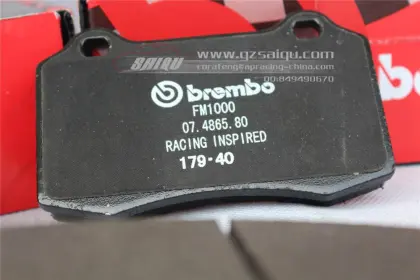 SAIQU
www.gzsaiqu.com
brembo
FM1000
07.4865.80
RACING INSPIRED
179-40